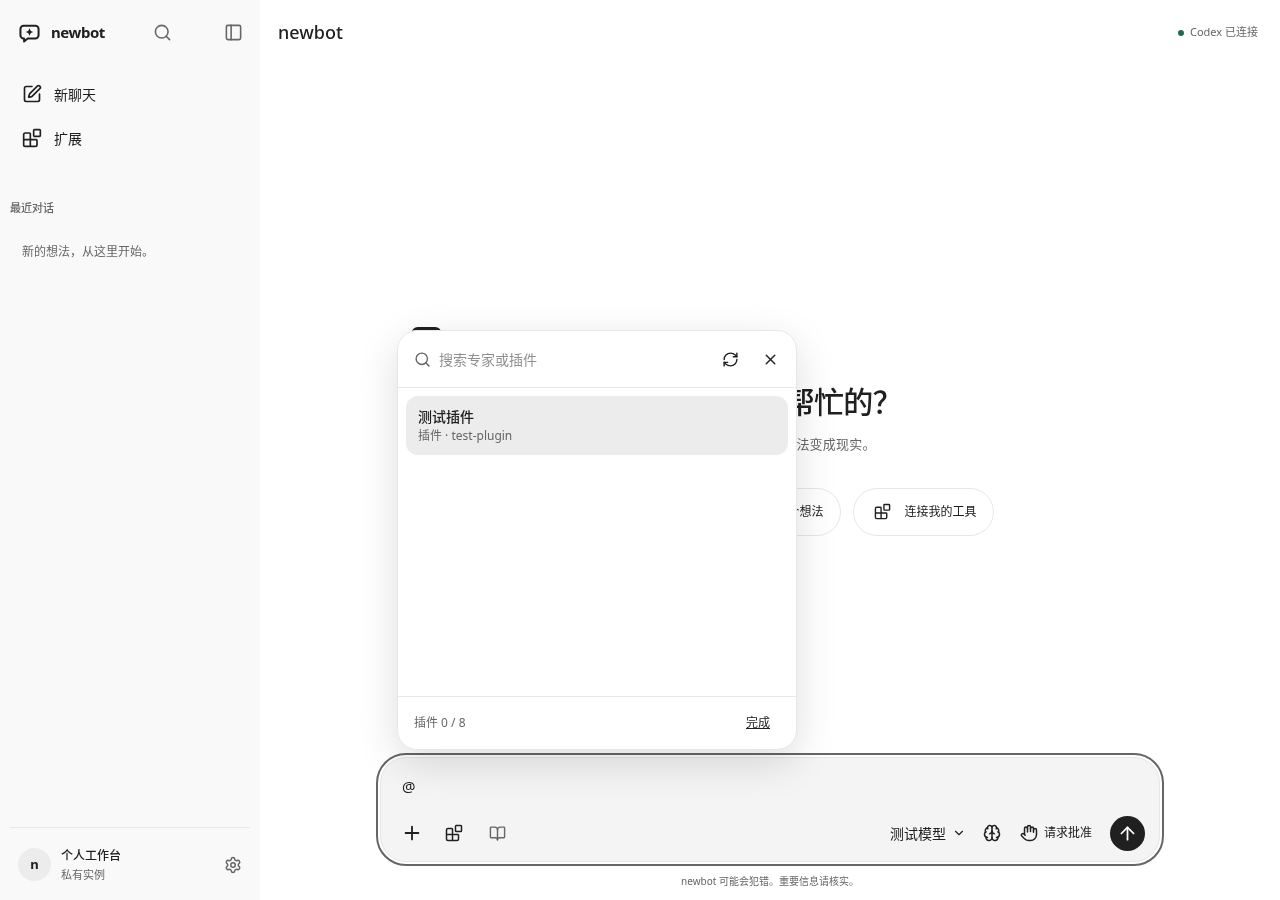 newbot
新聊天
扩展
最近对话
新的想法，从这里开始。
n
个人工作台
私有实例
newbot
Codex 已连接
搜索专家或插件
测试插件
插件 · test-plugin
插件 0 / 8
完成
帮忙的？
法变成现实。
想法
连接我的工具
@
测试模型
请求批准
newbot 可能会犯错。重要信息请核实。